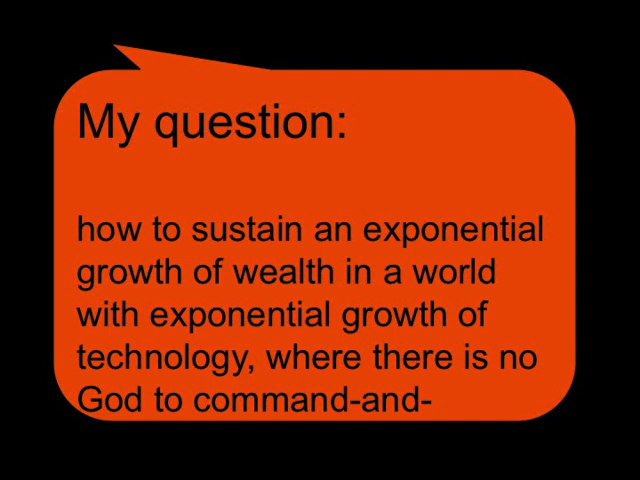 My question:
how to sustain an exponential
growth of wealth in a world
with exponential growth of
technology, where there is no
God to command-and-